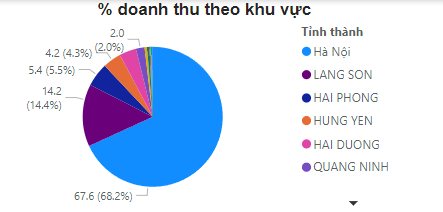 % doanh thu theo khu vực
2.0
(2.0%)
4.2 (4.3%)
5.4 (5.5%)
14.2
(14.4%)
67.6 (68.2%)
Tỉnh thành
Hà Nội
LANG SON
HAI PHONG
HUNG YEN
HAI DUONG
QUANG NINH